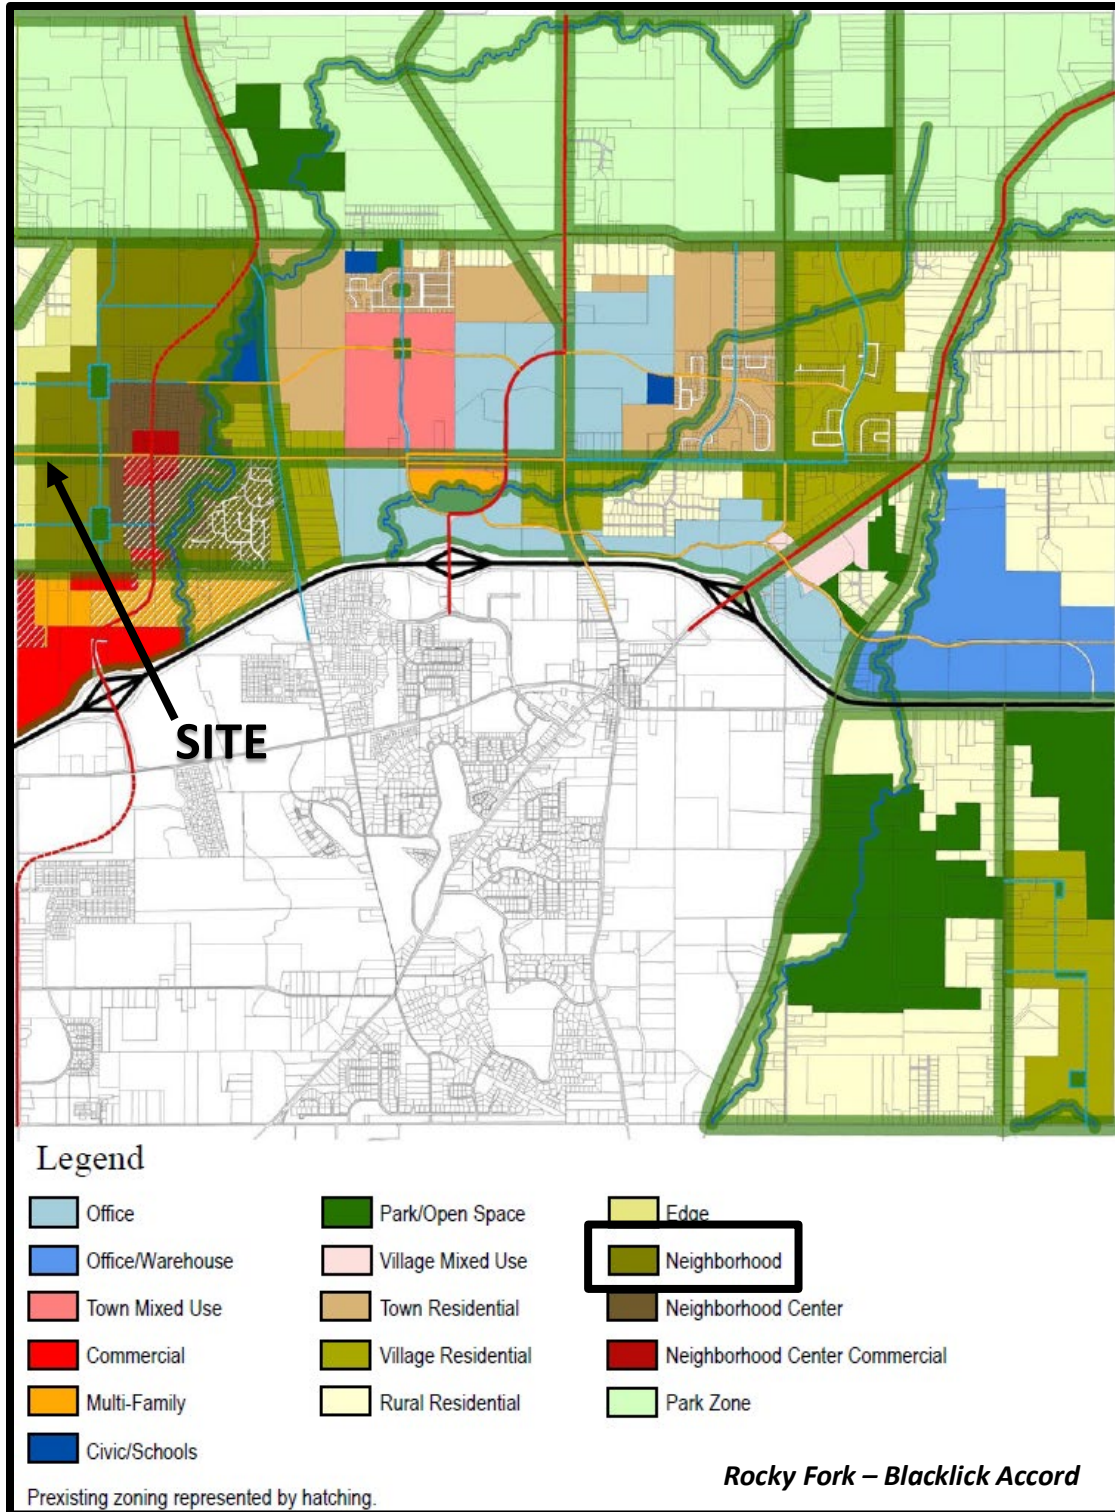 SITE
Legend
Office
Park/Open Space
Edge
Office/Warehouse
Village Mixed Use
Neighborhood
Town Mixed Use
Town Residential
Neighborhood Center
Commercial
Village Residential
Neighborhood Center Commercial
Multi-Family
Rural Residential
Park Zone
Civic/Schools
Rocky Fork – Blacklick Accord
Prexisting zoning represented by hatching.